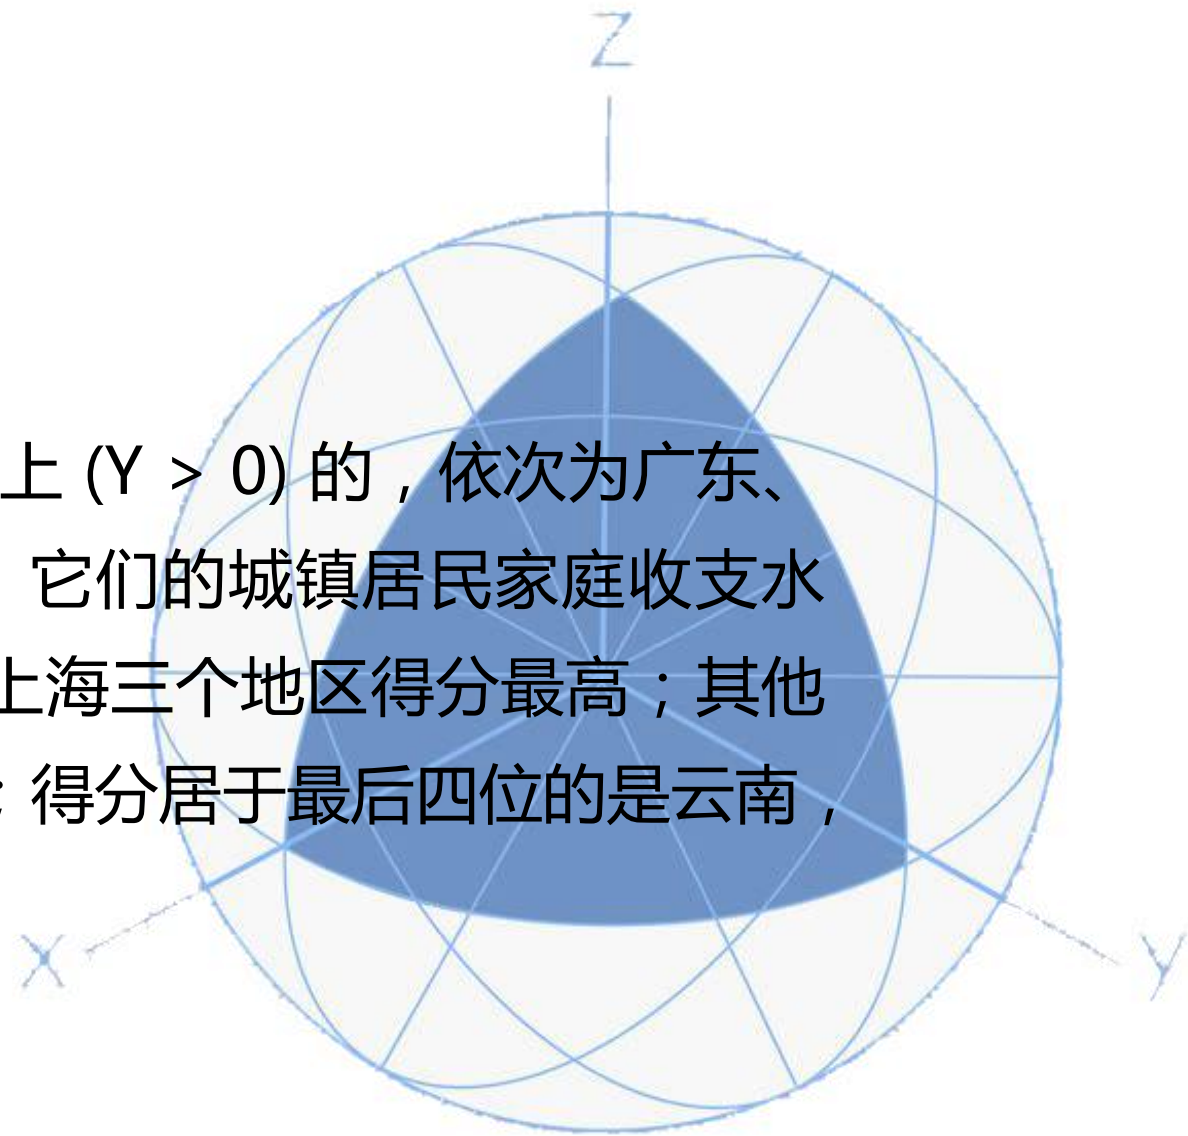 Z
上 (Y > 0) 的，依次为广东、
它们的城镇居民家庭收支水
上海三个地区得分最高；其他
；得分居于最后四位的是云南，
X
Y